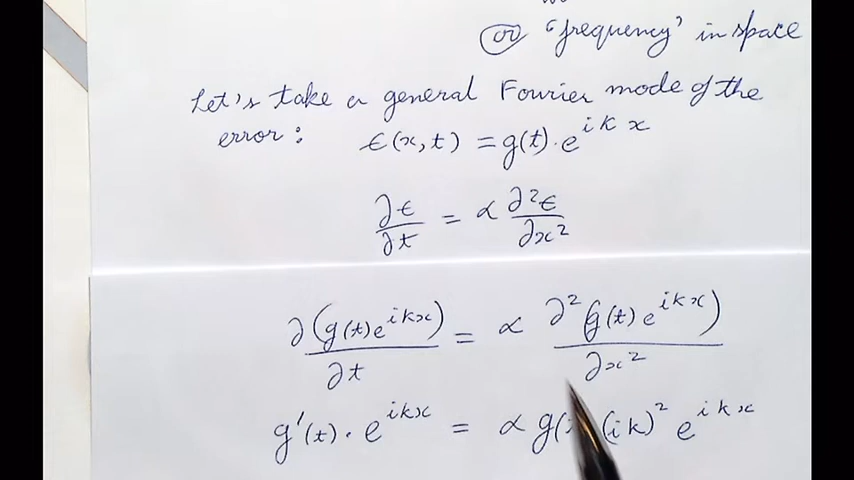 (or) "frequency" in space
Let's take a general Fourier mode of the
error: ϵ(x,t) = g(t) · e^{ikx}
∂ϵ/∂t = α ∂²ϵ/∂x²
∂(g(t)e^{ikx})/∂t = α ∂²(g(t)e^{ikx})/∂x²
g'(t) · e^{ikx} = α g( (ik)² e^{ikx}